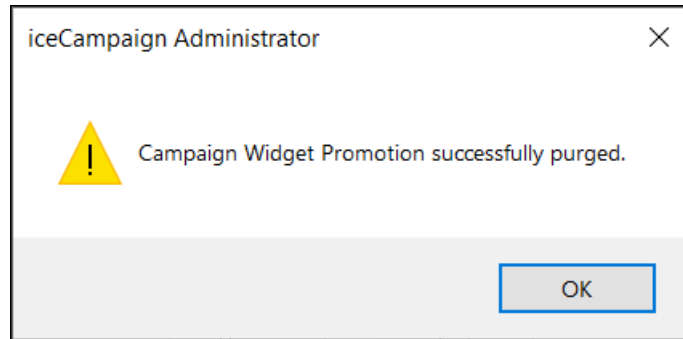 iceCampaign Administrator
Campaign Widget Promotion successfully purged.
OK